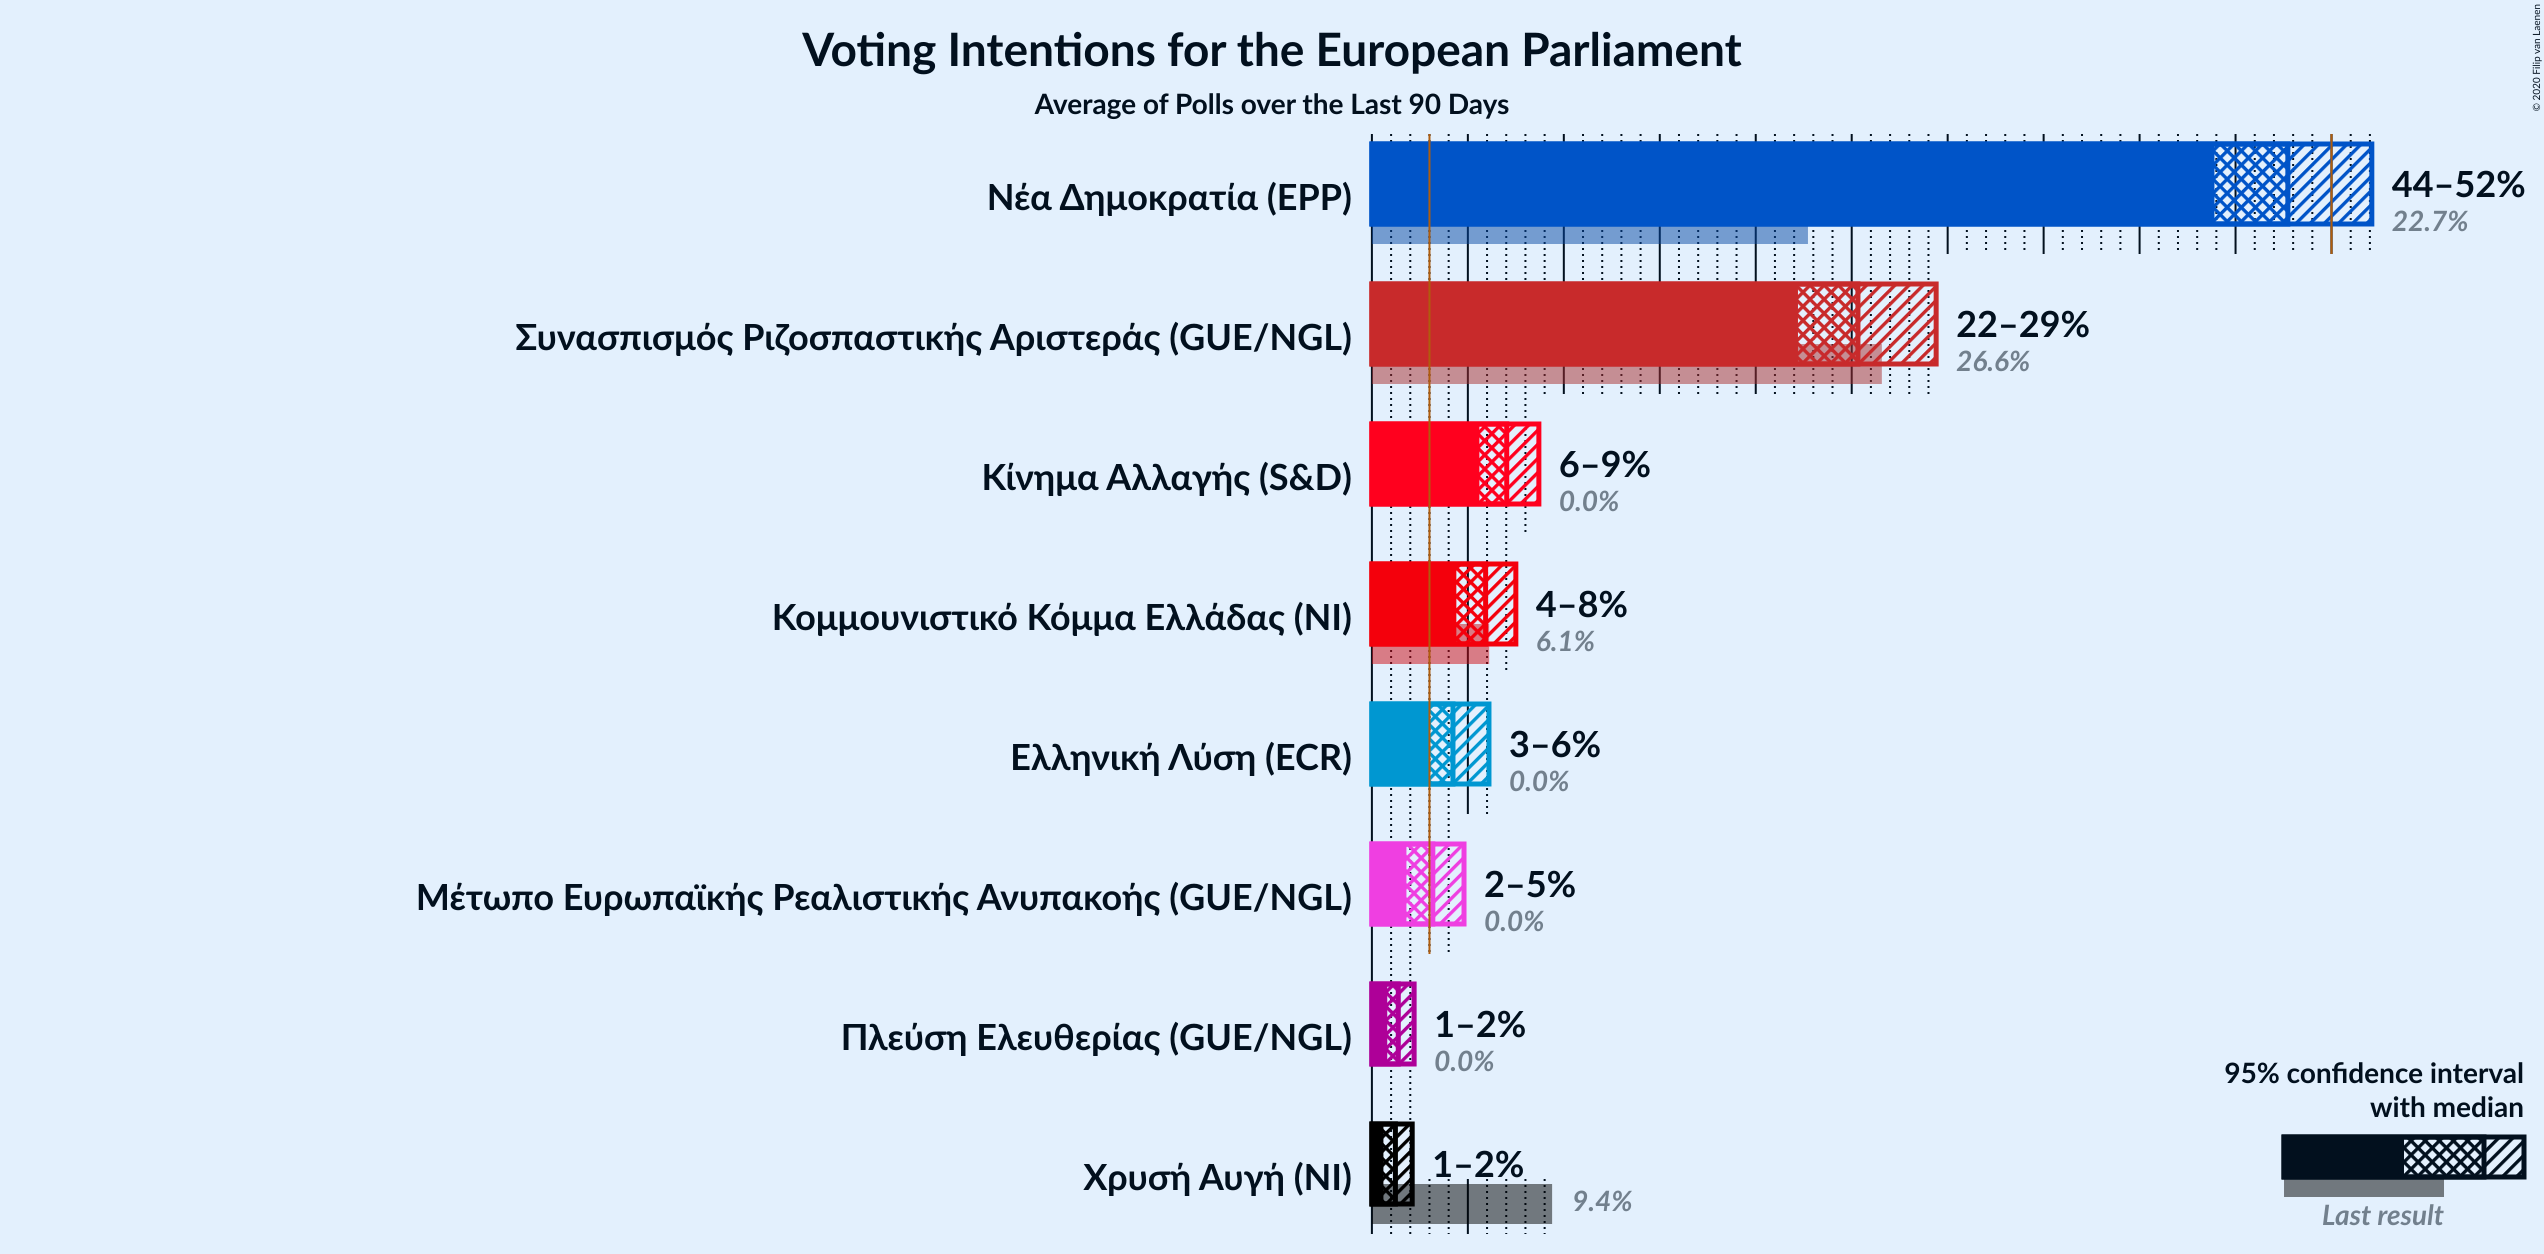 © 2020 Filip van Laenen
Voting Intentions for the European Parliament
Average of Polls over the Last 90 Days
Νέα Δημοκρατία (EPP)
44–52%
22.7%
Συνασπισμός Ριζοσπαστικής Αριστεράς (GUE/NGL)
22–29%
26.6%
Κίνημα Αλλαγής (S&D)
6–9%
0.0%
Κομμουνιστικό Κόμμα Ελλάδας (NI)
4–8%
6.1%
Ελληνική Λύση (ECR)
3–6%
0.0%
Μέτωπο Ευρωπαϊκής Ρεαλιστικής Ανυπακοής (GUE/NGL)
2–5%
0.0%
Πλεύση Ελευθερίας (GUE/NGL)
1–2%
0.0%
Χρυσή Αυγή (NI)
1–2%
9.4%
95% confidence interval
with median
Last result